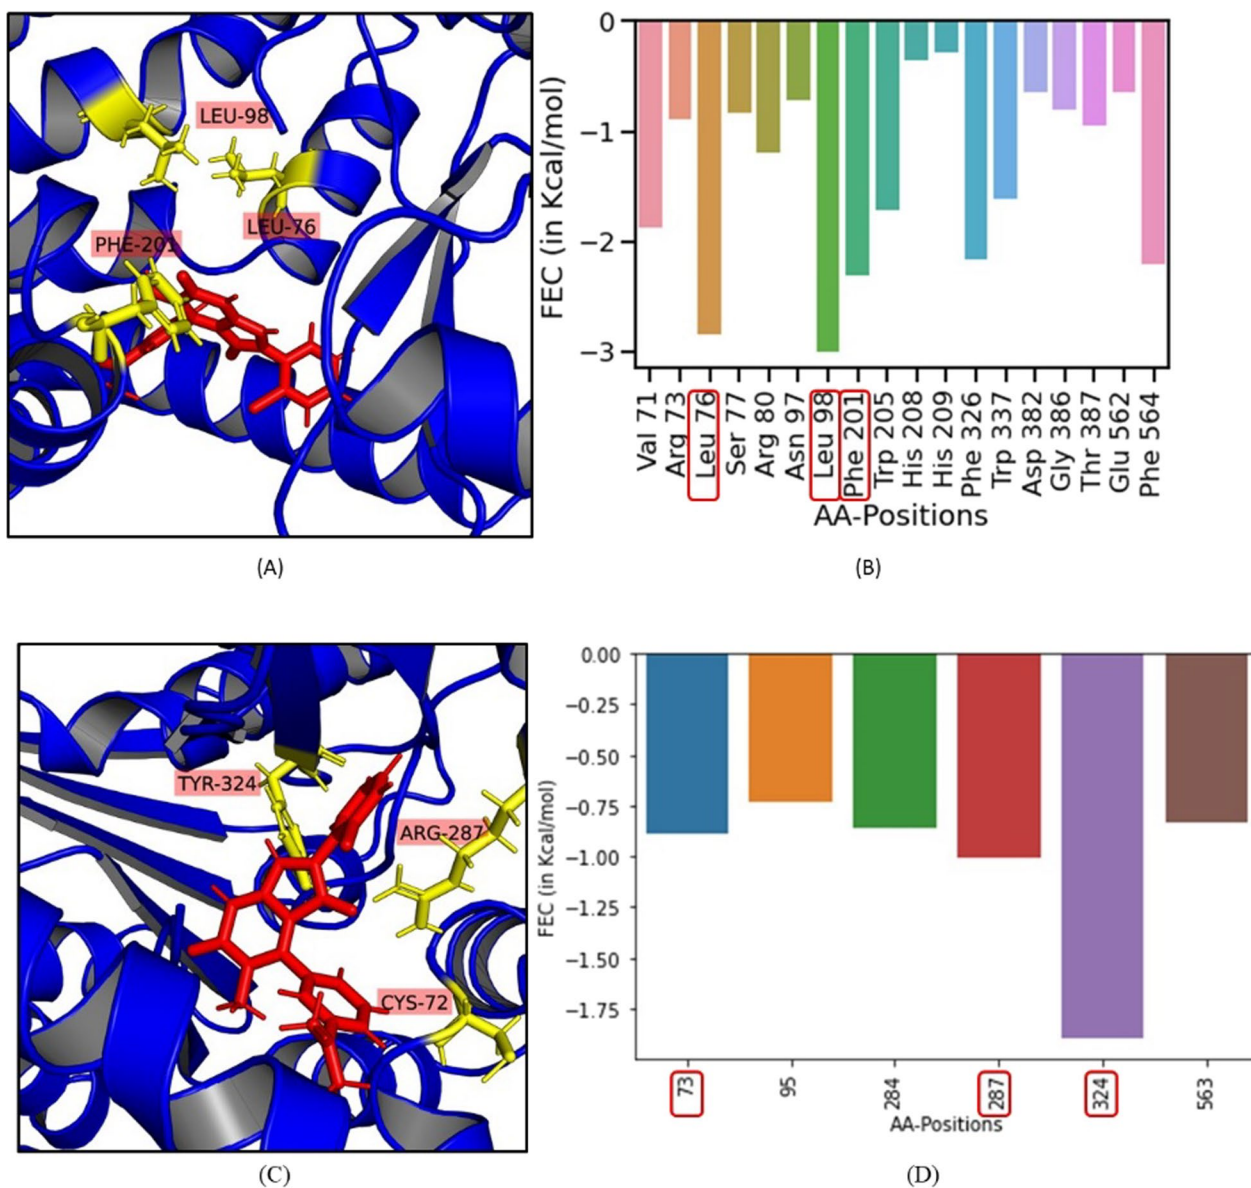 LEU-98
LEU-76
PHE-201
(A)
0
−1
−2
−3
FEC (in Kcal/mol)
Val 71
Arg 73
Leu 76
Ser 77
Arg 80
Asn 97
Leu 98
Phe 201
Trp 205
His 208
His 209
Phe 326
Trp 337
Asp 382
Gly 386
Thr 387
Glu 562
Phe 564
AA-Positions
(B)
TYR-324
ARG-287
CYS-72
(C)
0.00
−0.25
−0.50
−0.75
−1.00
−1.25
−1.50
−1.75
FEC (in Kcal/mol)
73
95
284
287
324
563
AA-Positions
(D)